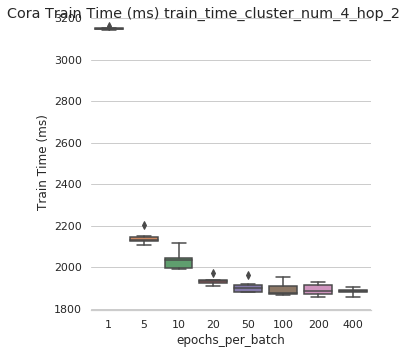 Cora Train Time (ms) train_time_cluster_num_4_hop_2
3200
3000
2800
2600
2400
2200
2000
1800
Train Time (ms)
1 5 10 20 50 100 200 400
epochs_per_batch